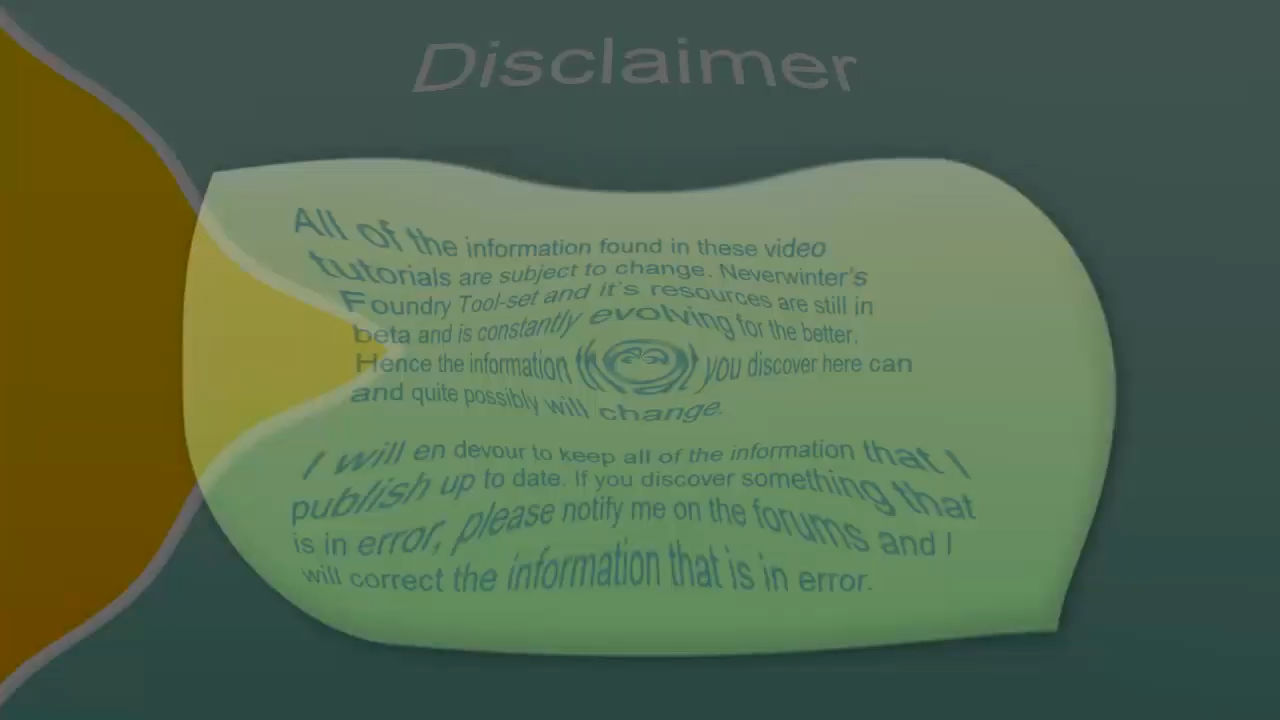 Disclaimer
All of the information found in these video
tutorials are subject to change. Neverwinter's
Foundry Tool-set and it's resources are still in
beta and is constantly evolving for the better.
Hence the information you discover here can
and quite possibly will change.
I will en devour to keep all of the information that I
publish up to date. If you discover something that
is in error, please notify me on the forums and I
will correct the information that is in error.